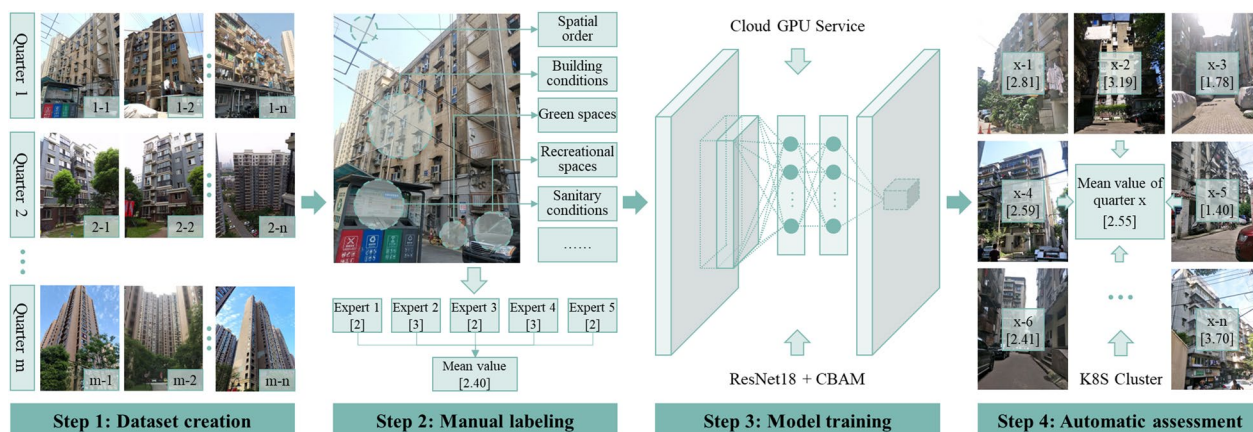 Quarter 1
1-1
1-2
1-n
Quarter 2
2-1
2-2
2-n
Quarter m
m-1
m-2
m-n
Step 1: Dataset creation
Spatial
order
Building
conditions
Green spaces
Recreational
spaces
Sanitary
conditions
……
Expert 1
[2]
Expert 2
[3]
Expert 3
[2]
Expert 4
[3]
Expert 5
[2]
Mean value
[2.40]
Step 2: Manual labeling
Cloud GPU Service
ResNet18 + CBAM
Step 3: Model training
x-1
[2.81]
x-2
[3.19]
x-3
[1.78]
x-4
[2.59]
Mean value of
quarter x
[2.55]
x-5
[1.40]
x-6
[2.41]
x-n
[3.70]
K8S Cluster
Step 4: Automatic assessment